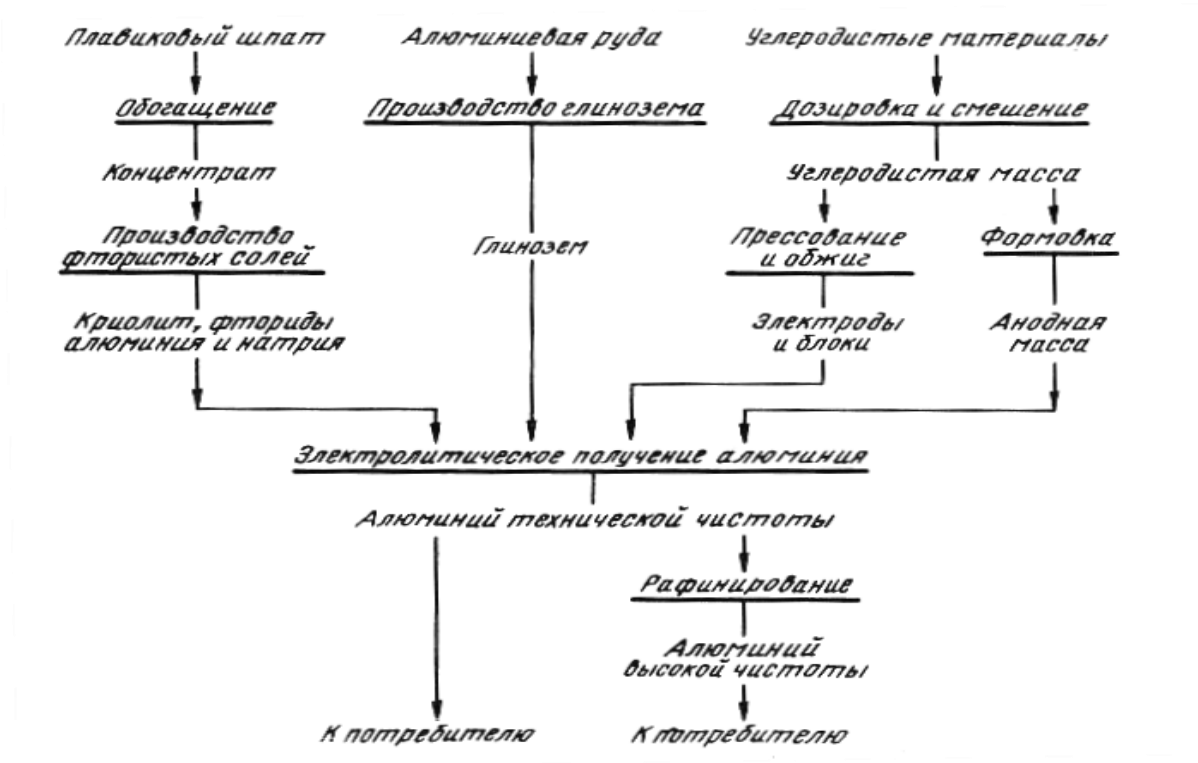 Плавиковый шпат
Алюминиевая руда
Углеродистые материалы
Обогащение
Производство глинозема
Дозировка и смешение
Концентрат
Углеродистая масса
Производство
фтористых солей
Глинозем
Прессование
и обжиг
Формовка
Криолит, фториды
алюминия и натрия
Электроды
и блоки
Анодная
масса
Электролитическое получение алюминия
Алюминий технической чистоты
Рафинирование
Алюминий
высокой чистоты
К потребителю
К потребителю